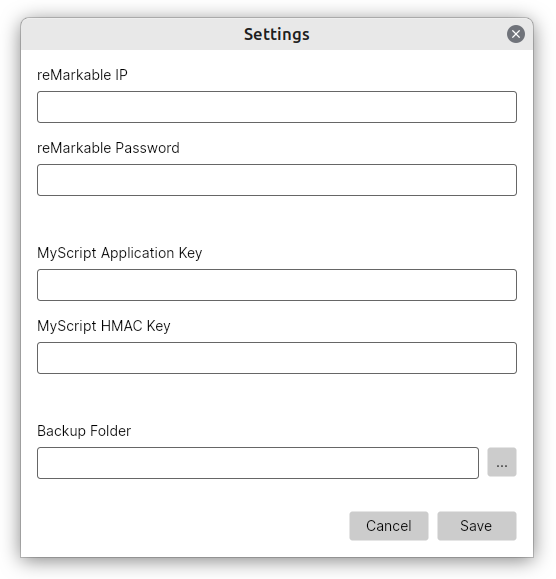 Settings
reMarkable IP
reMarkable Password
MyScript Application Key
MyScript HMAC Key
Backup Folder
...
Cancel Save